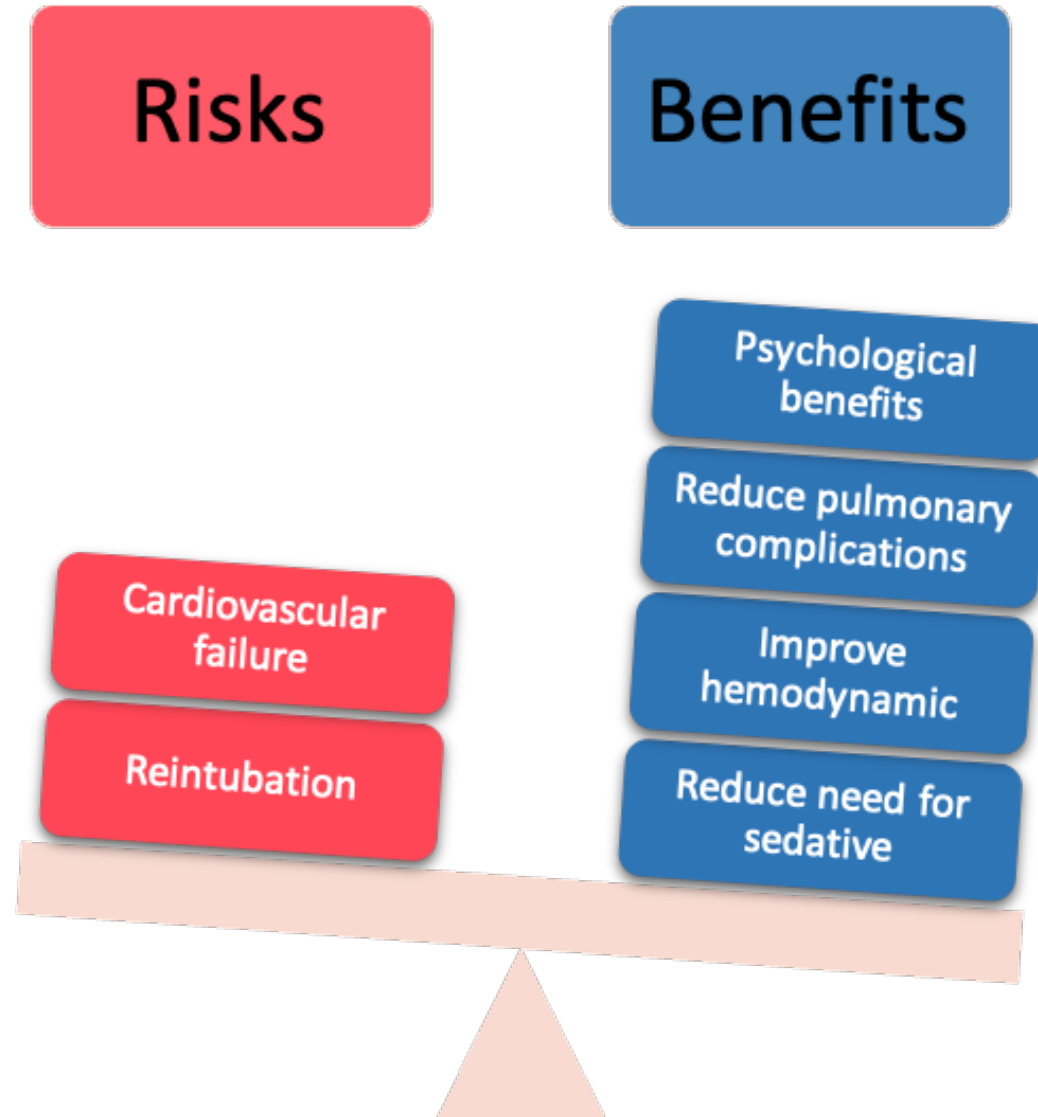 Risks
Benefits
Psychological
benefits
Reduce pulmonary
complications
Cardiovascular
failure
Improve
hemodynamic
Reintubation
Reduce need for
sedative